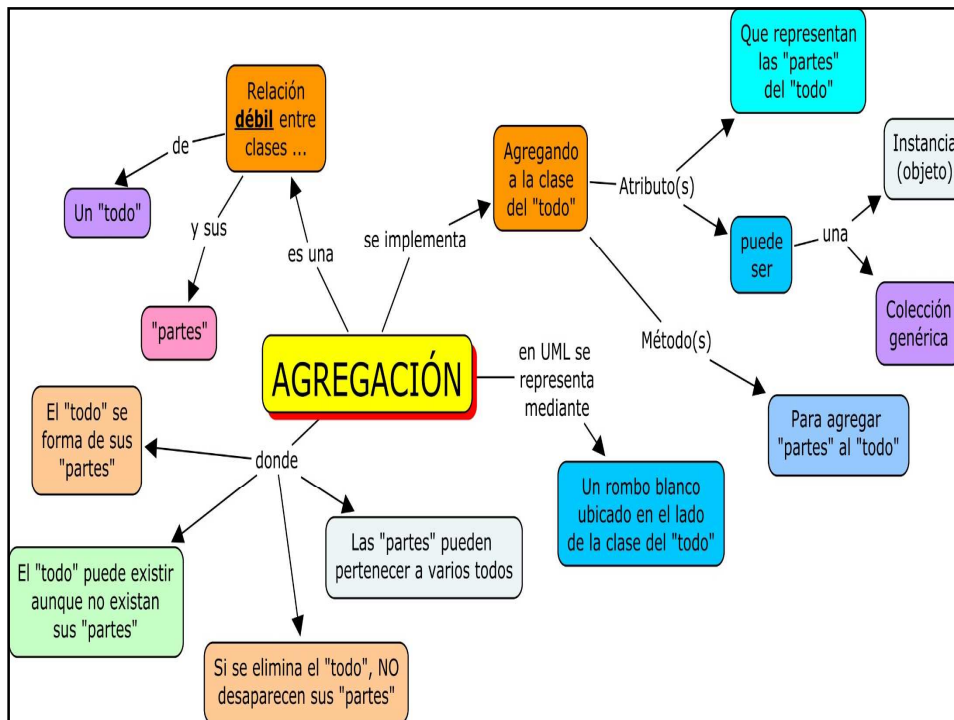 Relación
débil entre
clases ...
de
Un "todo"
y sus
"partes"
es una
se implementa
Agregando
a la clase
del "todo"
Atributo(s)
Que representan
las "partes"
del "todo"
puede
ser
una
Instancia
(objeto)
Colección
genérica
Método(s)
Para agregar
"partes" al "todo"
AGREGACIÓN
en UML se
representa
mediante
Un rombo blanco
ubicado en el lado
de la clase del "todo"
donde
El "todo" se
forma de sus
"partes"
El "todo" puede existir
aunque no existan
sus "partes"
Si se elimina el "todo", NO
desaparecen sus "partes"
Las "partes" pueden
pertenecer a varios todos